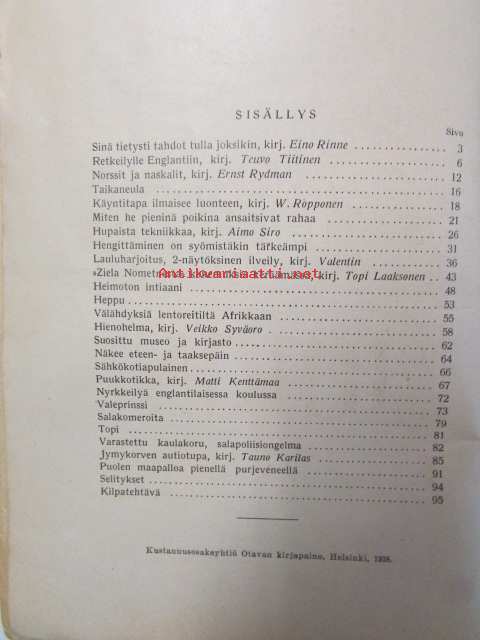 SISÄLLYS
Sivu
Sinä tietysti tahdot tulla joksikin, kirj. Eino Rinne ................ 3
Retkeilylle Englantiin, kirj. Teuvo Tiitinen ................ 6
Norssit ja naskalit, kirj. Ernst Rydman ................ 12
Taikaneula ................ 16
Käyntitapa ilmaisee luonteen, kirj. W. Ropponen ................ 18
Miten he pieninä poikina ansaitsivat rahaa ................ 21
Hupaista tekniikkaa, kirj. Aimo Siro ................ 26
Hengittäminen on syömistäkin tärkeämpi ................ 31
Lauluharjoitus, 2-näytöksinen ilveily, kirj. Valentin ................ 36
»Ziela Nometne», kirj. Topi Laaksonen .. 43
Antikvariaatti.net
Heimoton intiaani ................ 48
Heppu ................ 53
Välähdyksiä lentoreitiltä Afrikkaan ................ 55
Hienohelma, kirj. Veikko Syväoro ................ 58
Suosittu museo ja kirjasto ................ 62
Näkee eteen- ja taaksepäin ................ 64
Sähkökotiapulainen ................ 66
Puukkotikka, kirj. Matti Kenttämaa ................ 67
Nyrkkeilyä englantilaisessa koulussa ................ 72
Valeprinssi ................ 73
Salakomeroita ................ 79
Topi ................ 81
Varastettu kaulakoru, salapoliisiongelma ................ 82
Jymykorven autiotupa, kirj. Tauno Karilas ................ 85
Puolen maapalloa pienellä purjeveneellä ................ 91
Selitykset ................ 94
Kilpatehtävä ................ 95
Kustannusosakeyhtiö Otavan kirjapaino, Helsinki, 1938.